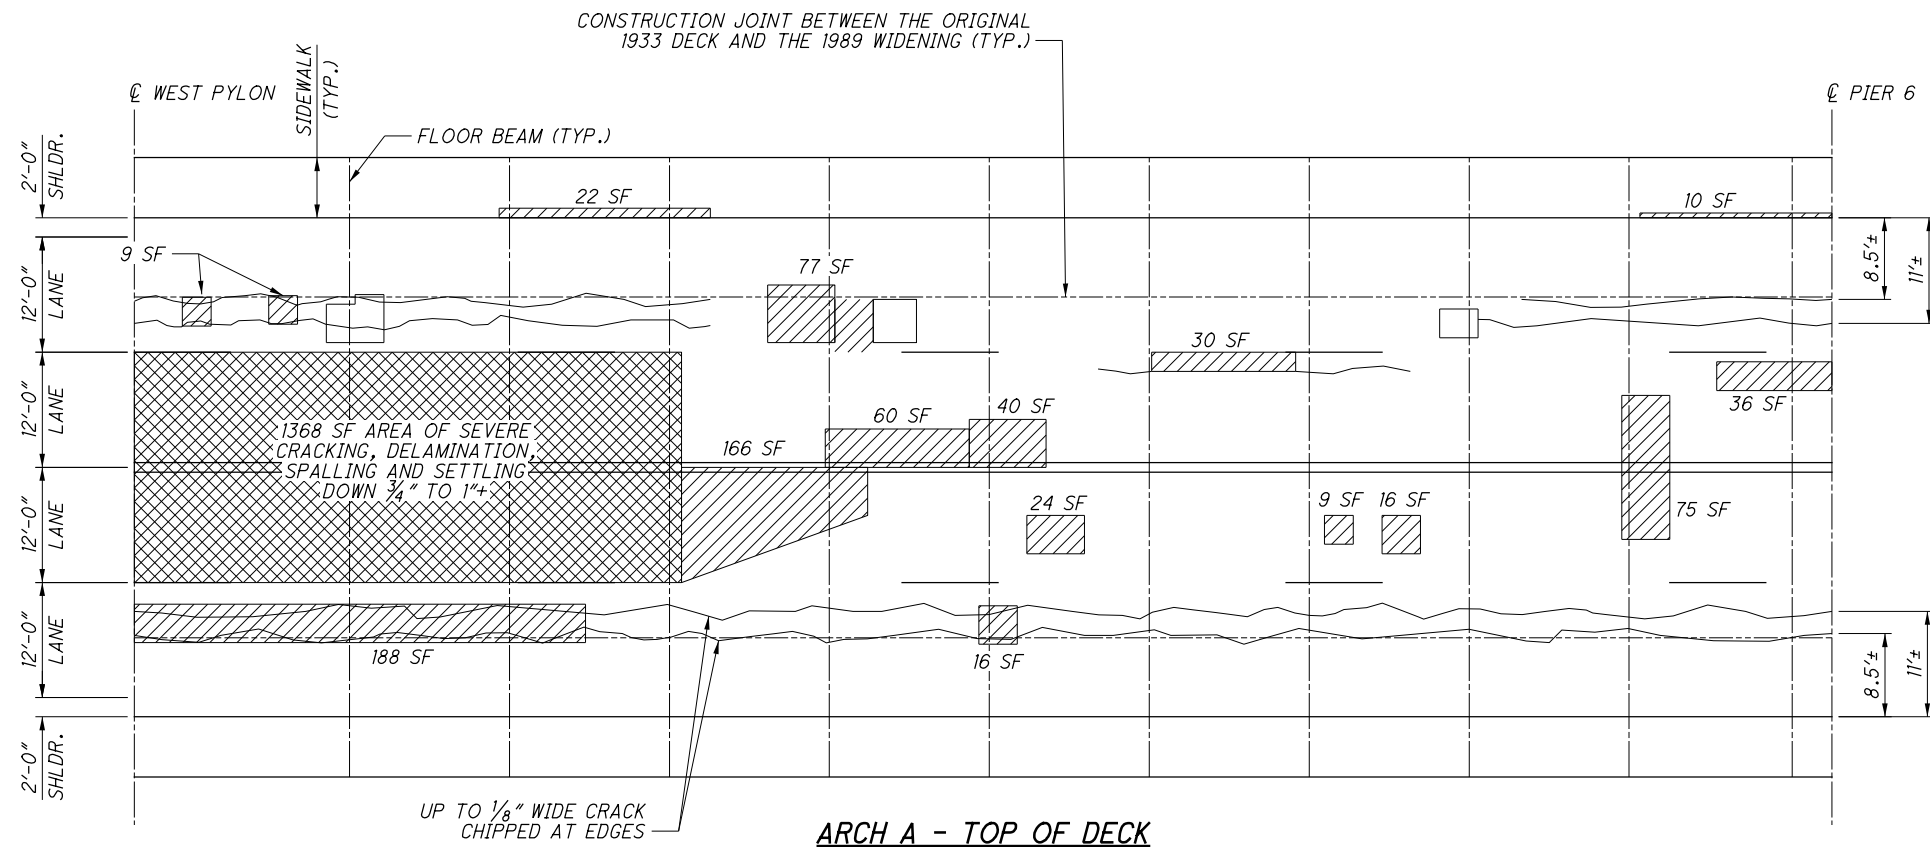 CONSTRUCTION JOINT BETWEEN THE ORIGINAL
1933 DECK AND THE 1989 WIDENING (TYP.)
℄ WEST PYLON
SIDEWALK
(TYP.)
℄ PIER 6
FLOOR BEAM (TYP.)
2'-0"
SHLDR.
22 SF
10 SF
9 SF
77 SF
8.5'±
11'±
12'-0"
LANE
30 SF
12'-0"
LANE
36 SF
60 SF
40 SF
1368 SF AREA OF SEVERE
CRACKING, DELAMINATION,
SPALLING AND SETTLING
DOWN 3/4" TO 1"+
166 SF
12'-0"
LANE
24 SF
9 SF
16 SF
75 SF
12'-0"
LANE
188 SF
16 SF
8.5'±
11'±
2'-0"
SHLDR.
UP TO 1/8" WIDE CRACK
CHIPPED AT EDGES
ARCH A - TOP OF DECK